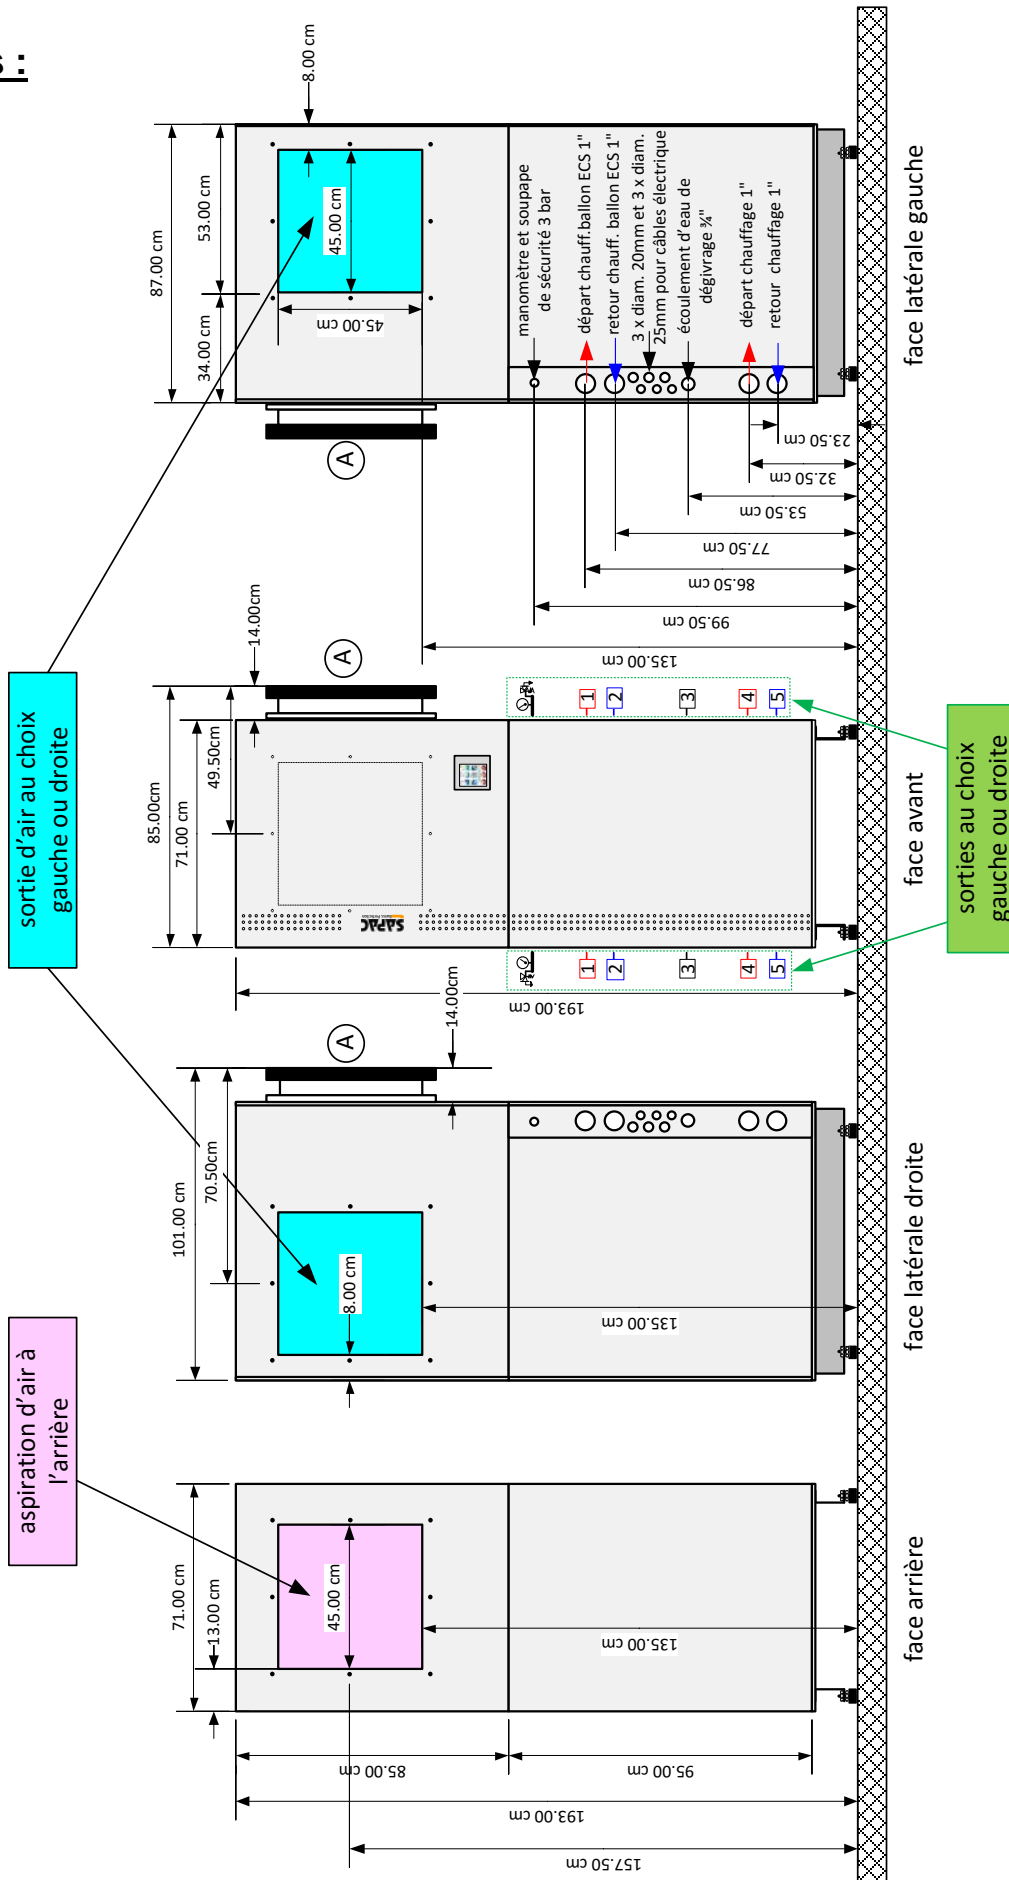 s :
aspiration d'air à
l'arrière
sortie d'air au choix
gauche ou droite
71.00 cm
13.00 cm
45.00 cm
135.00 cm
85.00 cm
95.00 cm
193.00 cm
157.50 cm
face arrière
101.00 cm
70.50cm
14.00cm
8.00 cm
135.00 cm
A
face latérale droite
85.00cm
71.00 cm
49.50cm
14.00cm
193.00 cm
A
SAPAC
1
2
3
4
5
1
2
3
4
5
face avant
sorties au choix
gauche ou droite
87.00 cm
53.00 cm
34.00 cm
8.00 cm
45.00 cm
45.00 cm
A
manomètre et soupape
de sécurité 3 bar
départ chauff.ballon ECS 1"
retour chauff. ballon ECS 1"
3 x diam. 20mm et 3 x diam.
25mm pour câbles électrique
écoulement d'eau de
dégivrage ¾"
départ chauffage 1"
retour chauffage 1"
23.50 cm
32.50 cm
53.50 cm
77.50 cm
86.50 cm
99.50 cm
135.00 cm
face latérale gauche